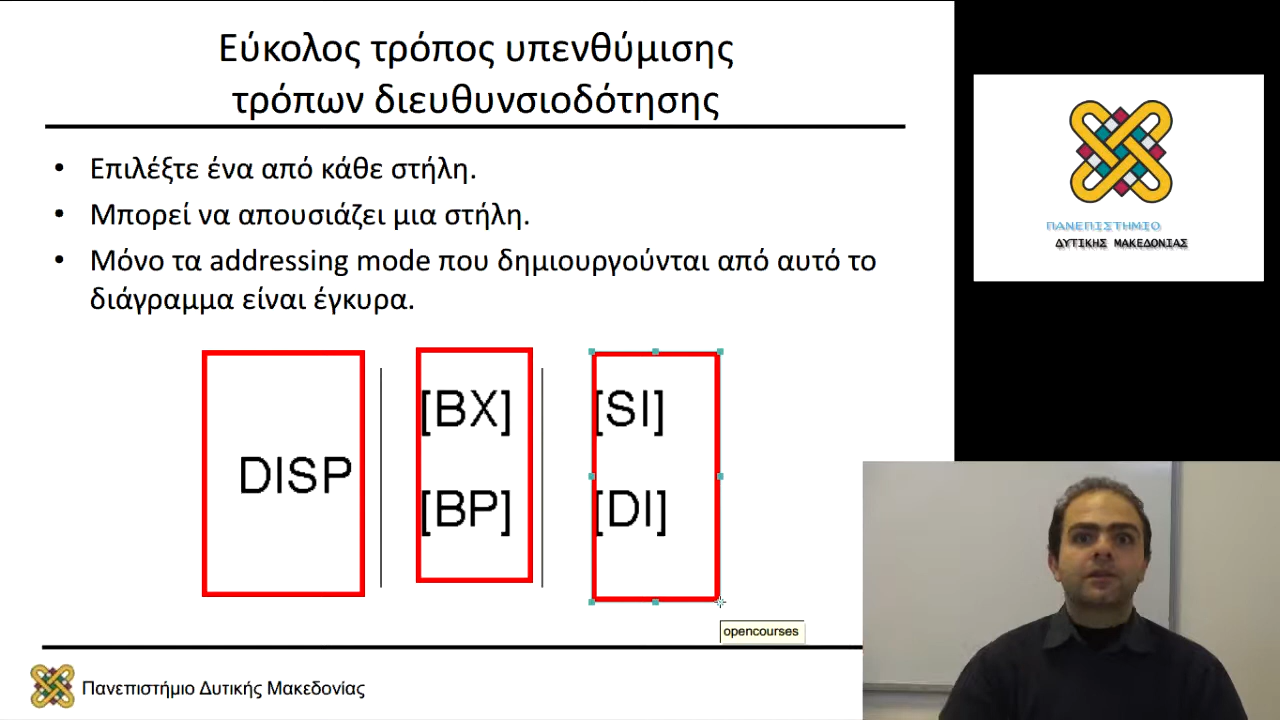 Εύκολος τρόπος υπενθύμισης
τρόπων διευθυνσιοδότησης
• Επιλέξτε ένα από κάθε στήλη.
• Μπορεί να απουσιάζει μια στήλη.
• Μόνο τα addressing mode που δημιουργούνται από αυτό το
διάγραμμα είναι έγκυρα.
DISP
[BX]
[BP]
[SI]
[DI]
opencourses
Πανεπιστήμιο Δυτικής Μακεδονίας
ΠΑΝΕΠΙΣΤΗΜΙΟ
ΔΥΤΙΚΗΣ ΜΑΚΕΔΟΝΙΑΣ